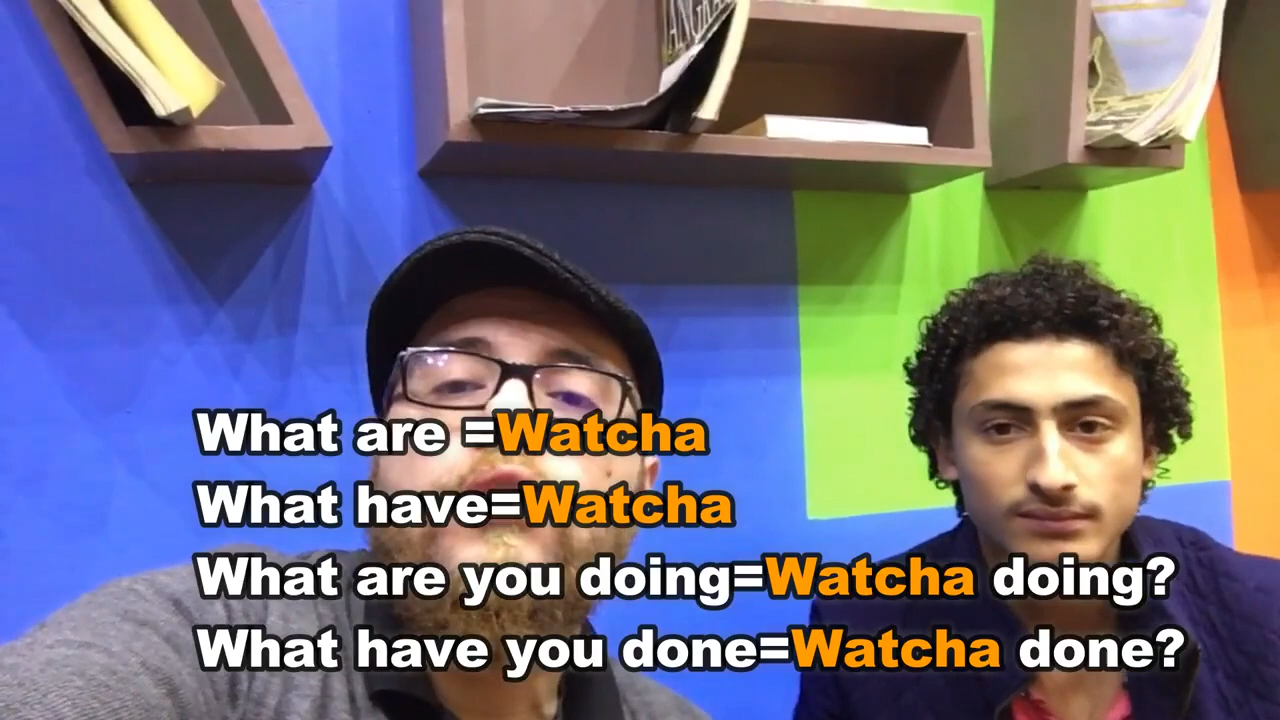 What are =Watcha
What have=Watcha
What are you doing=Watcha doing?
What have you done=Watcha done?